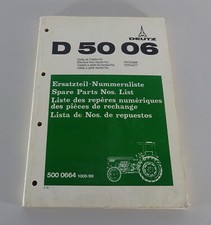 DEUTZ
D 50 06
Ersatzteil-Nummernliste
Spare Parts Nos. List
Liste des repères numériques
des pièces de rechange
Lista de Nos. de repuestos
500 0664